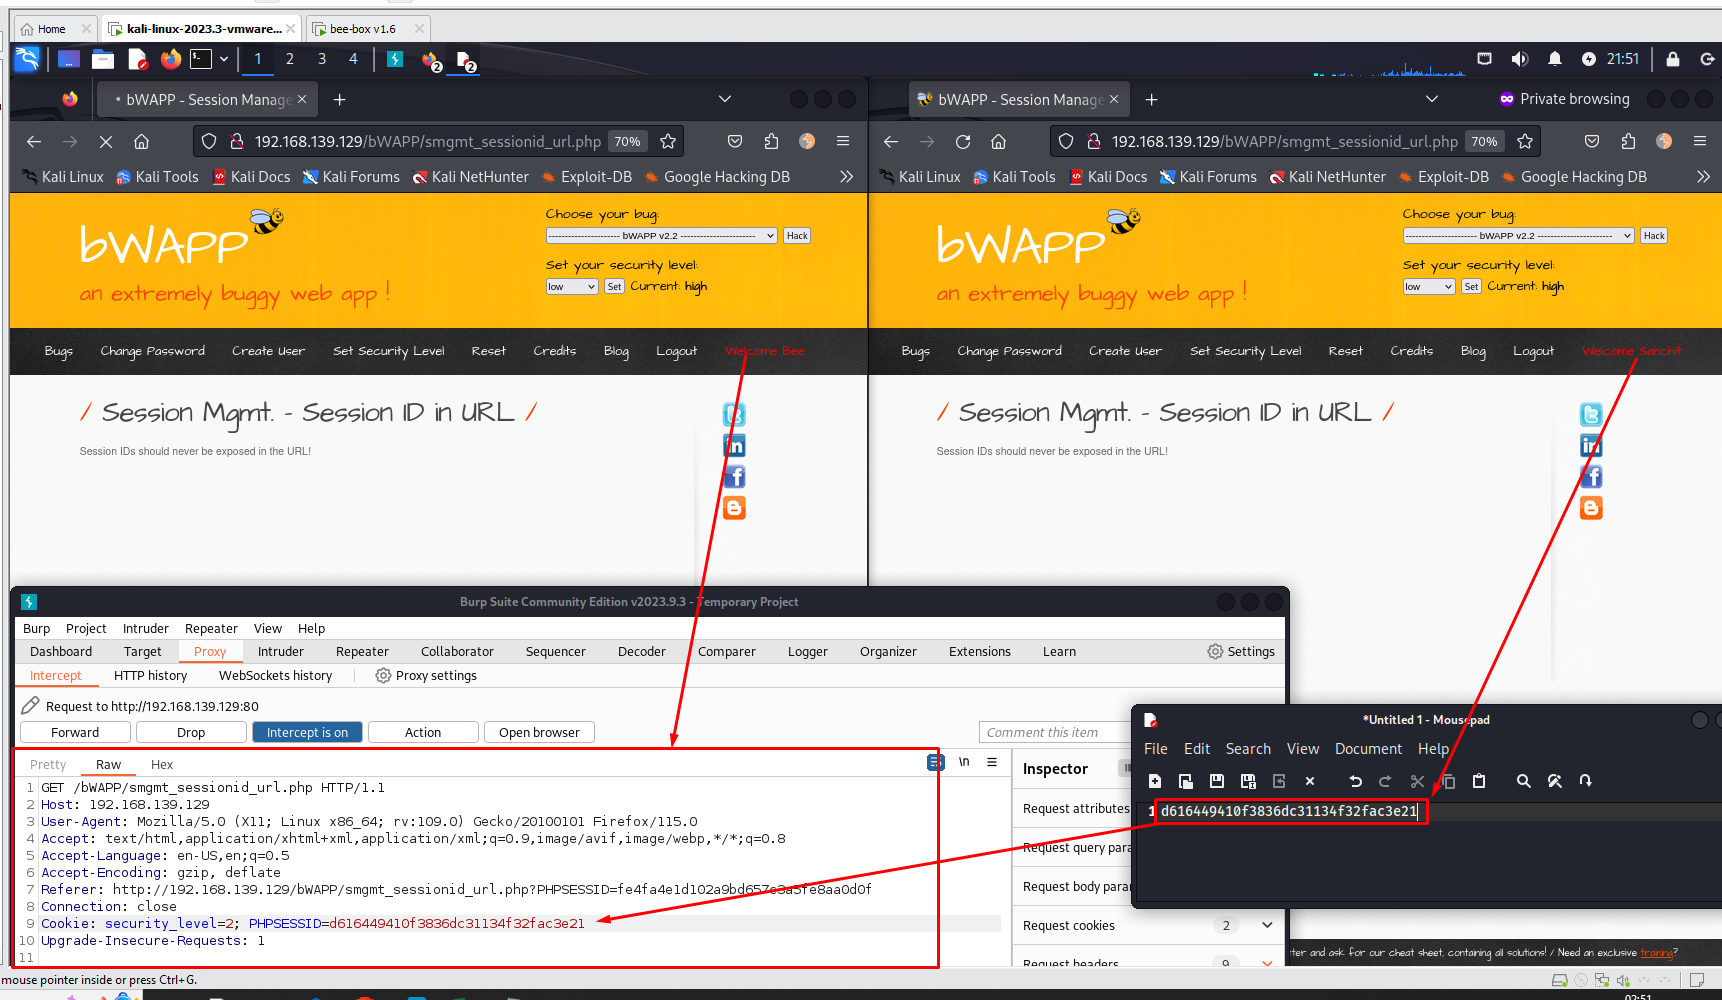 Home
kali-linux-2023.3-vmware...
bee-box v1.6
1 2 3 4
2
2
21:51
bWAPP - Session Manage
bWAPP - Session Manage
Private browsing
192.168.139.129/bWAPP/smgmt_sessionid_url.php 70%
192.168.139.129/bWAPP/smgmt_sessionid_url.php 70%
Kali Linux Kali Tools Kali Docs Kali Forums Kali NetHunter Exploit-DB Google Hacking DB
Kali Linux Kali Tools Kali Docs Kali Forums Kali NetHunter Exploit-DB Google Hacking DB
bWAPP
an extremely buggy web app !
Choose your bug:
---------------------- bWAPP v2.2 ----------------------- Hack
Set your security level:
low Set Current: high
bWAPP
an extremely buggy web app !
Choose your bug:
---------------------- bWAPP v2.2 ----------------------- Hack
Set your security level:
low Set Current: high
Bugs Change Password Create User Set Security Level Reset Credits Blog Logout Welcome Bee
Bugs Change Password Create User Set Security Level Reset Credits Blog Logout Welcome Sanchit
/ Session Mgmt. - Session ID in URL /
Session IDs should never be exposed in the URL!
/ Session Mgmt. - Session ID in URL /
Session IDs should never be exposed in the URL!
Burp Suite Community Edition v2023.9.3 - Temporary Project
Burp Project Intruder Repeater View Help
Dashboard Target Proxy Intruder Repeater Collaborator Sequencer Decoder Comparer Logger Organizer Extensions Learn Settings
Intercept HTTP history WebSockets history Proxy settings
Request to http://192.168.139.129:80
Forward Drop Intercept is on Action Open browser Comment this item
Pretty Raw Hex \n
1 GET /bWAPP/smgmt_sessionid_url.php HTTP/1.1
2 Host: 192.168.139.129
3 User-Agent: Mozilla/5.0 (X11; Linux x86_64; rv:109.0) Gecko/20100101 Firefox/115.0
4 Accept: text/html,application/xhtml+xml,application/xml;q=0.9,image/avif,image/webp,*/*;q=0.8
5 Accept-Language: en-US,en;q=0.5
6 Accept-Encoding: gzip, deflate
7 Referer: http://192.168.139.129/bWAPP/smgmt_sessionid_url.php?PHPSESSID=fe4fa4e1d102a9bd657c3a5fe8aa0d0f
8 Connection: close
9 Cookie: security_level=2; PHPSESSID=d616449410f3836dc31134f32fac3e21
10 Upgrade-Insecure-Requests: 1
11
Inspector
Request attributes
Request query para
Request body para
Request cookies 2
Request headers 9
*Untitled 1 - Mousepad
File Edit Search View Document Help
1 d616449410f3836dc31134f32fac3e21
tter and ask for our cheat sheet, containing all solutions! / Need an exclusive training?
mouse pointer inside or press Ctrl+G.
02:51